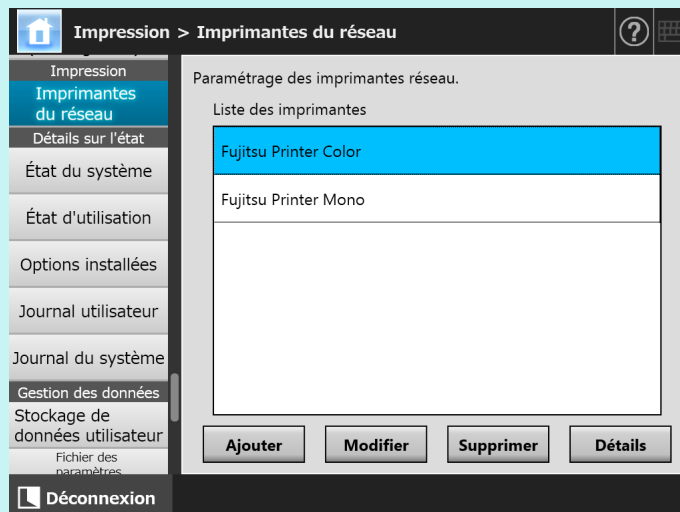 Impression > Imprimantes du réseau
?
Impression
Imprimantes
du réseau
Détails sur l'état
État du système
État d'utilisation
Options installées
Journal utilisateur
Journal du système
Gestion des données
Stockage de
données utilisateur
Fichier des
paramètres
Déconnexion
Paramétrage des imprimantes réseau.
Liste des imprimantes
Fujitsu Printer Color
Fujitsu Printer Mono
Ajouter Modifier Supprimer Détails